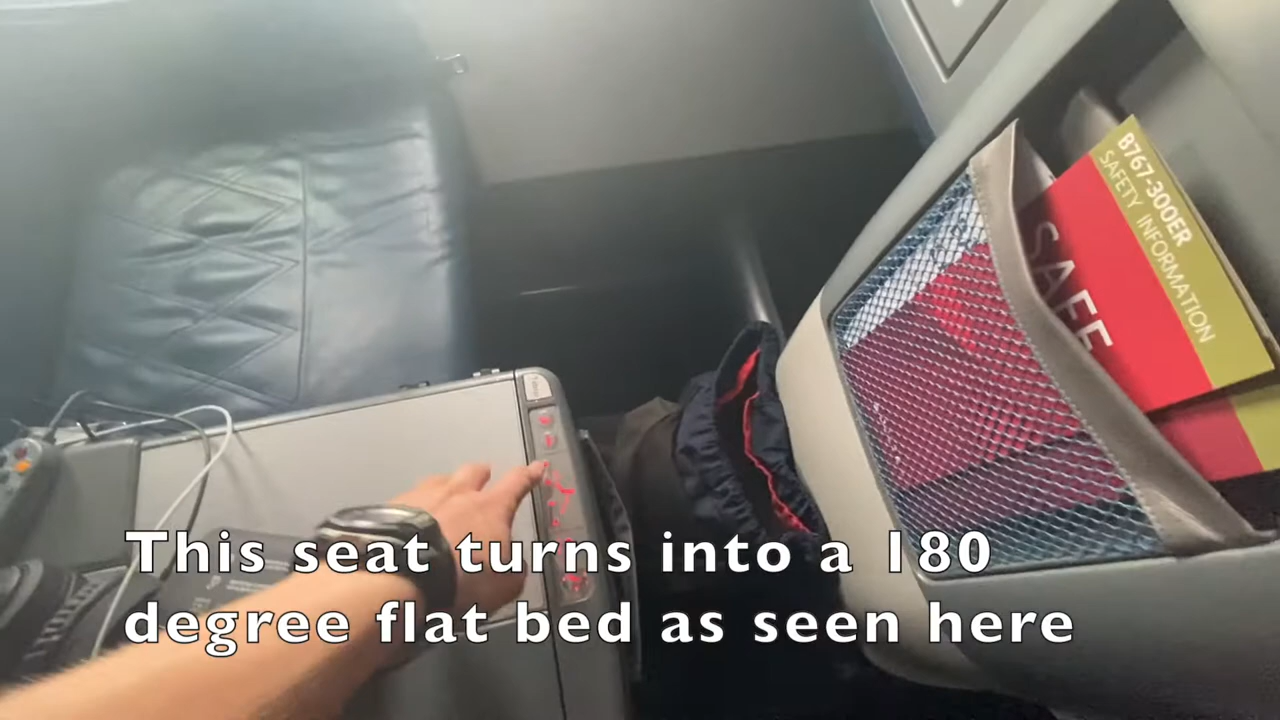 B767-300ER
SAFETY INFORMATION
SAFE
This seat turns into a 180
degree flat bed as seen here